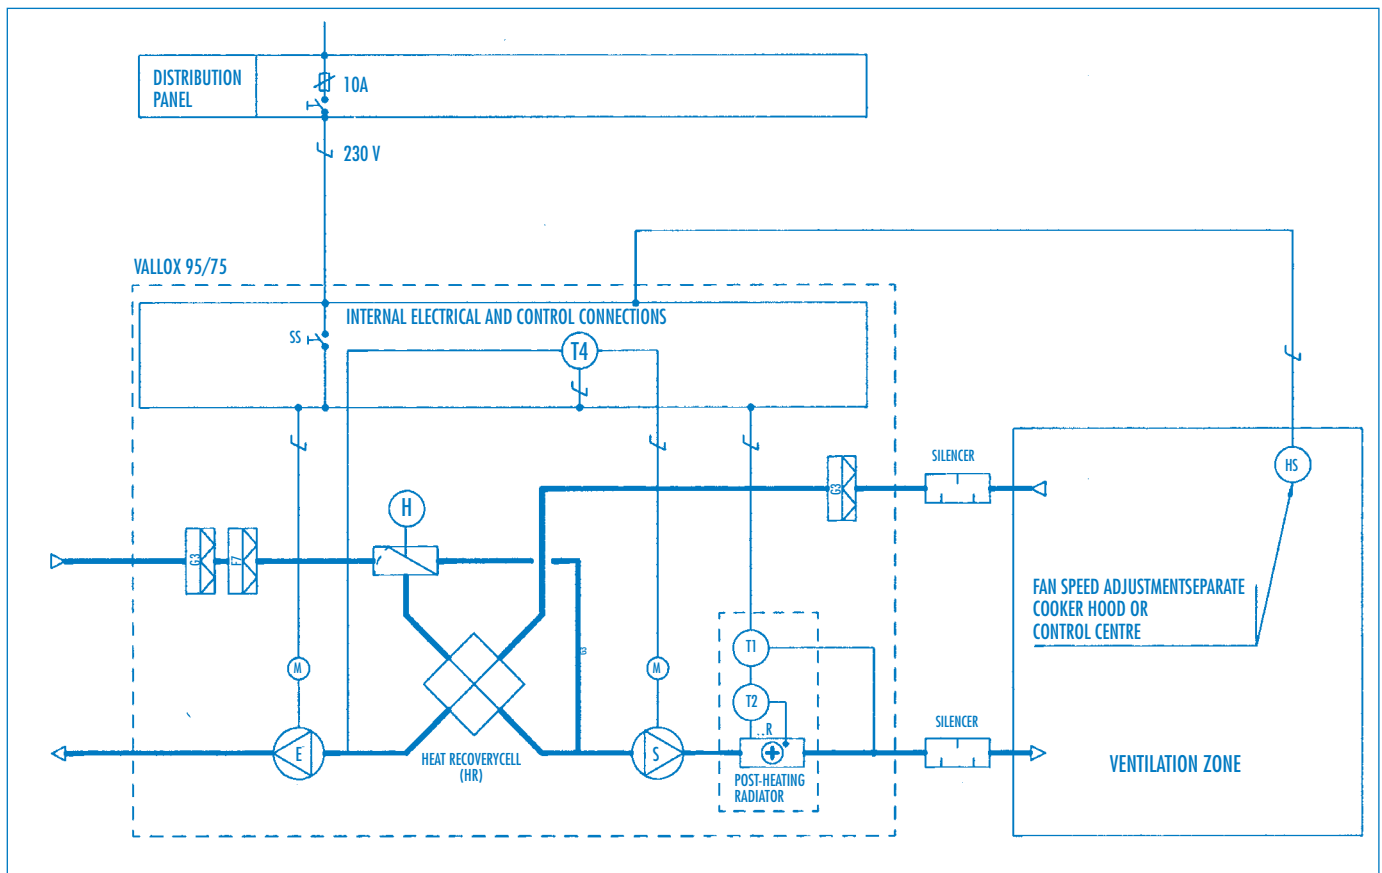 DISTRIBUTION
PANEL
10A
230 V
VALLOX 95/75
INTERNAL ELECTRICAL AND CONTROL CONNECTIONS
SS
T4
SILENCER
HS
G3
H
G3
F7
FAN SPEED ADJUSTMENTSEPARATE
COOKER HOOD OR
CONTROL CENTRE
T1
G3
M
M
T2
R
SILENCER
E
S
HEAT RECOVERYCELL
(HR)
POST-HEATING
RADIATOR
VENTILATION ZONE